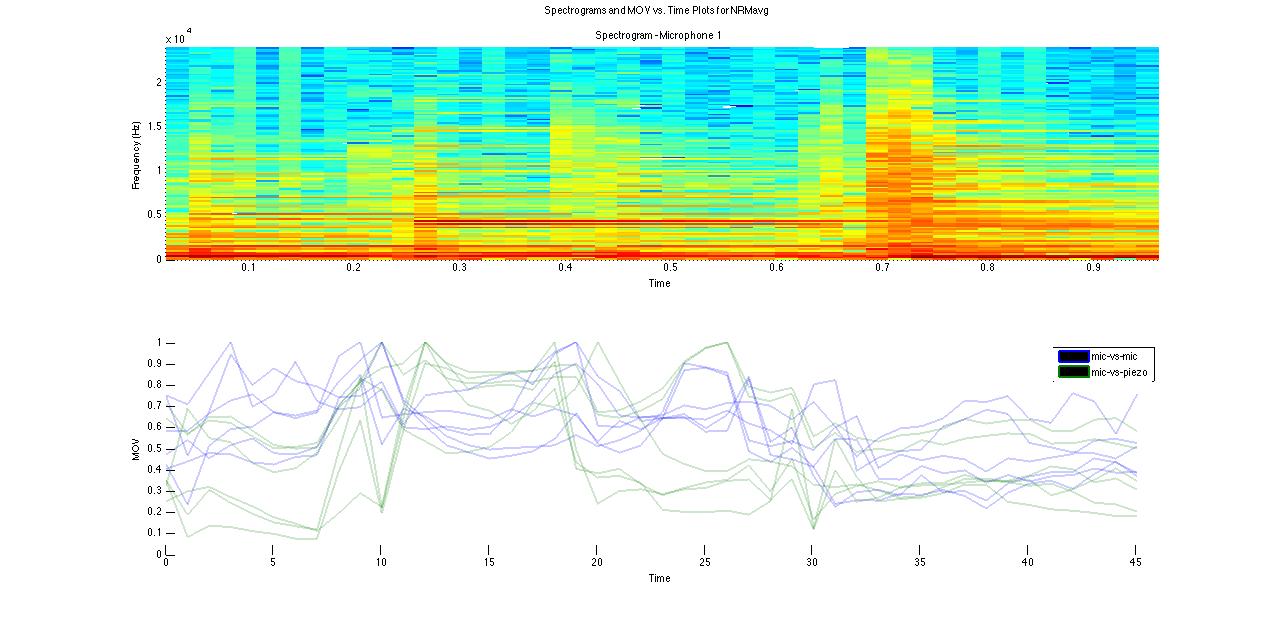 Spectrograms and MOV vs. Time Plots for NRMavg
Spectrogram - Microphone 1
x 10^4
2
1.5
1
0.5
0
Frequency (Hz)
0.1 0.2 0.3 0.4 0.5 0.6 0.7 0.8 0.9
Time
1
0.9
0.8
0.7
0.6
0.5
0.4
0.3
0.2
0.1
0
MOV
mic-vs-mic
mic-vs-piezo
0 5 10 15 20 25 30 35 40 45
Time